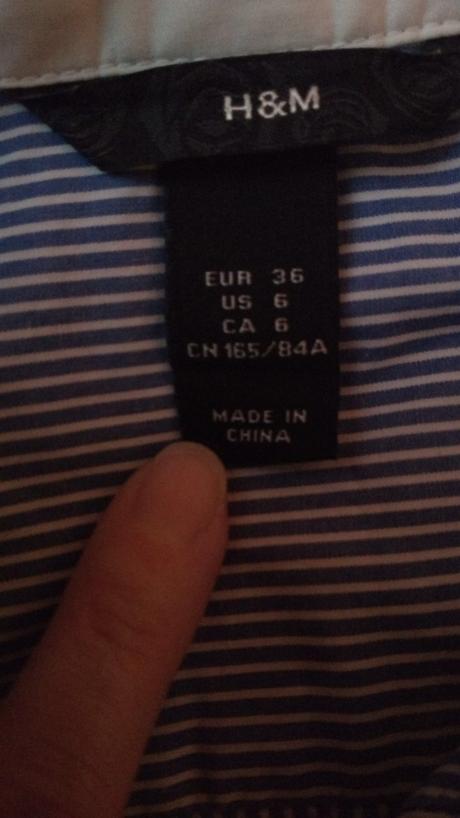 H&M
EUR 36
US 6
CA 6
CN 165/84A
MADE IN
CHINA